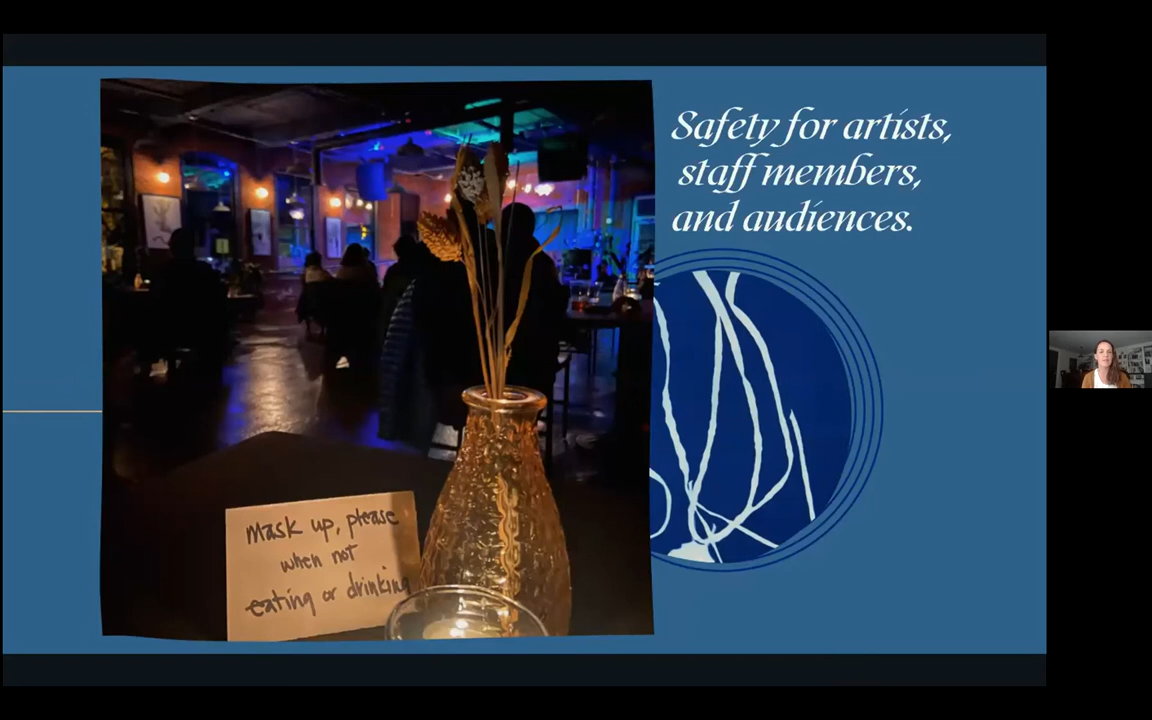 Safety for artists,
staff members,
and audiences.
mask up, please
when not
eating or drinking